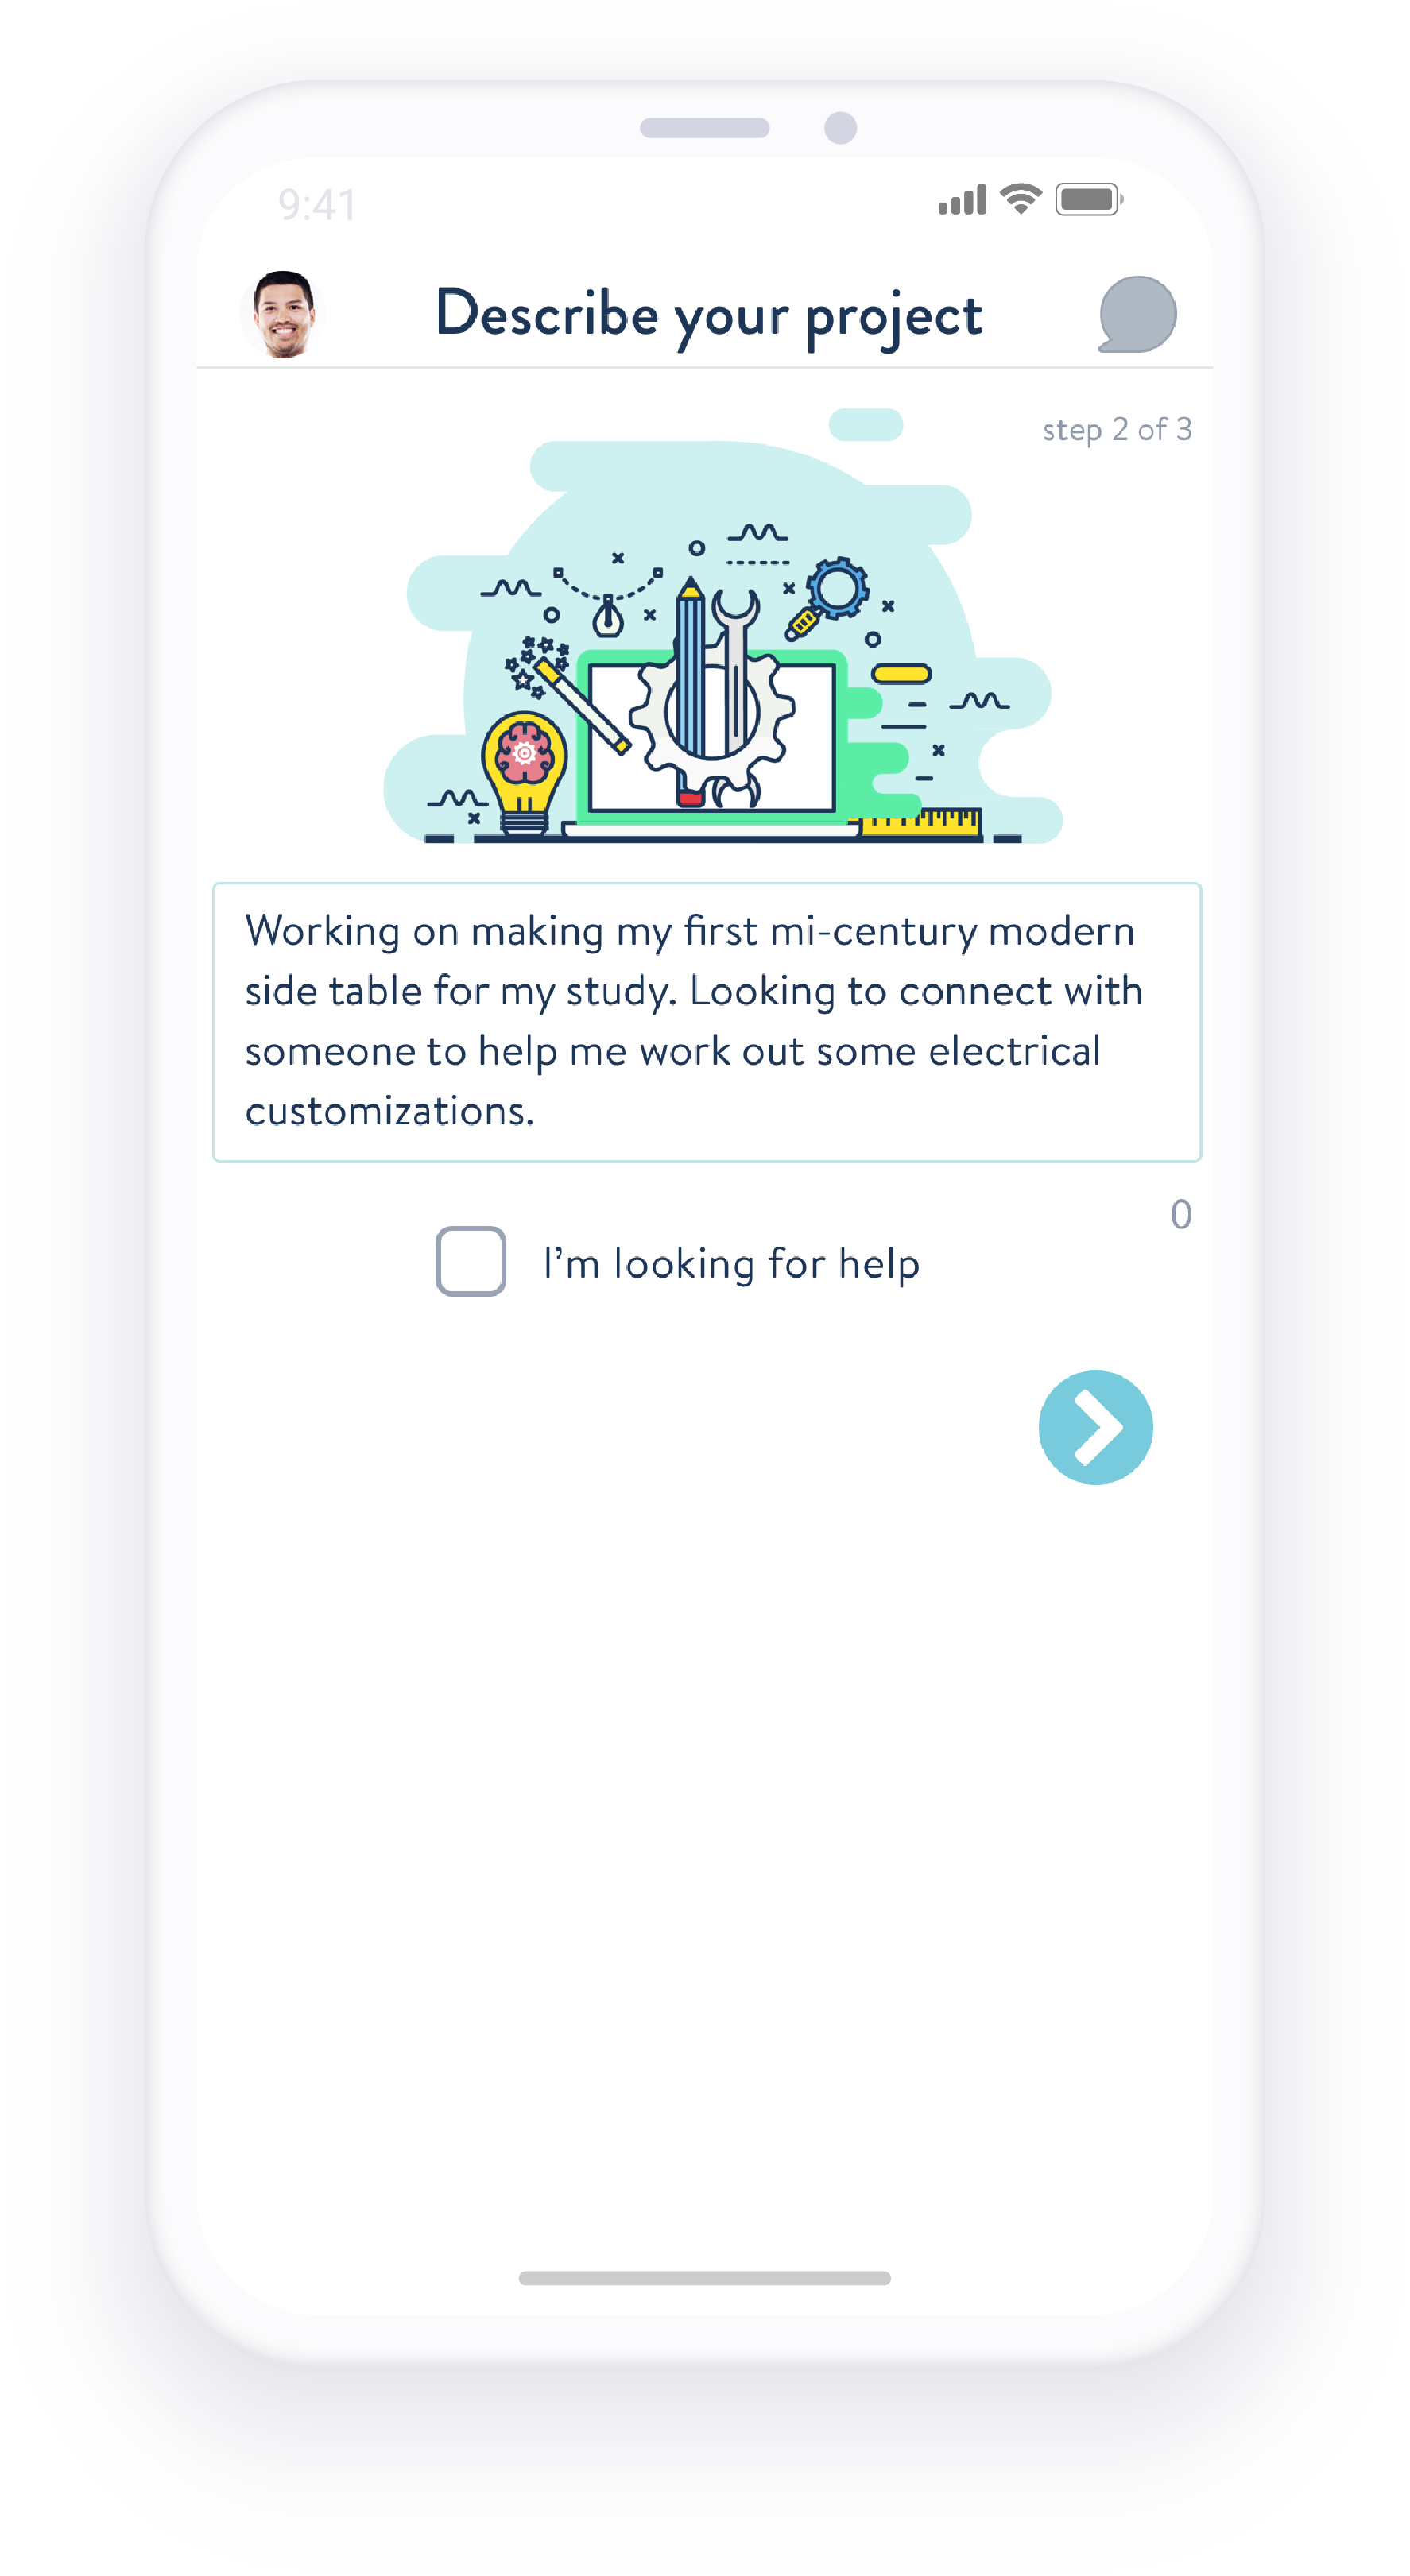 9:41
Describe your project
step 2 of 3
Working on making my first mi-century modern
side table for my study. Looking to connect with
someone to help me work out some electrical
customizations.
0
I’m looking for help